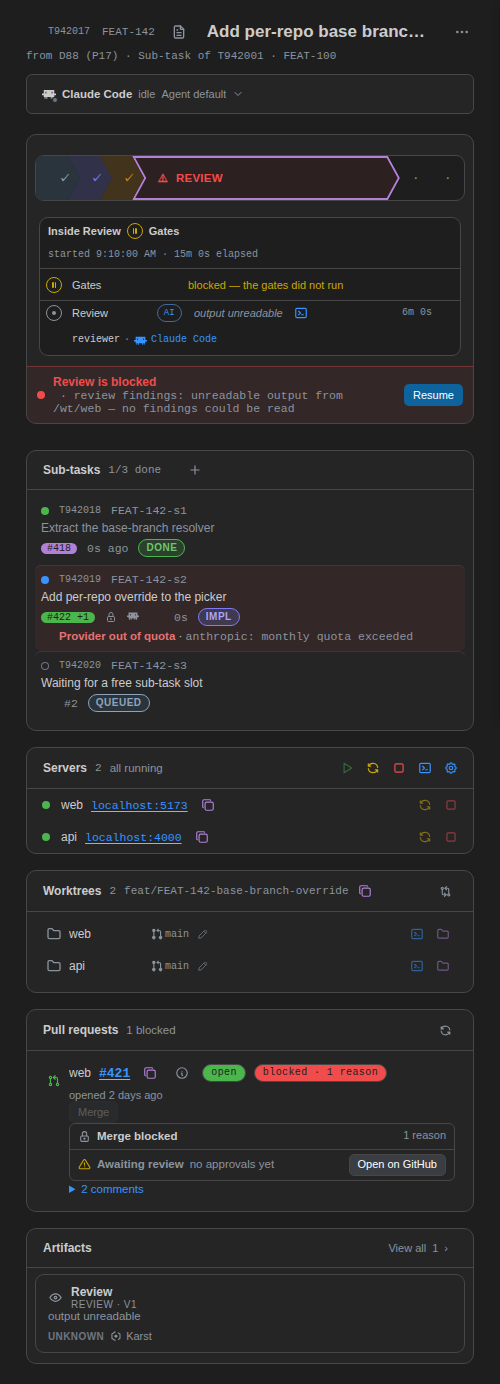 T942017 FEAT-142 Add per-repo base branc…
from D88 (P17) · Sub-task of T942001 · FEAT-100
Claude Code idle Agent default
REVIEW
Inside Review Gates
started 9:10:00 AM · 15m 0s elapsed
Gates blocked — the gates did not run
Review AI output unreadable 6m 0s
reviewer · Claude Code
Review is blocked
· review findings: unreadable output from
/wt/web — no findings could be read
Resume
Sub-tasks 1/3 done
T942018 FEAT-142-s1
Extract the base-branch resolver
#418 0s ago DONE
T942019 FEAT-142-s2
Add per-repo override to the picker
#422 +1 0s IMPL
Provider out of quota · anthropic: monthly quota exceeded
T942020 FEAT-142-s3
Waiting for a free sub-task slot
#2 QUEUED
Servers 2 all running
web localhost:5173
api localhost:4000
Worktrees 2 feat/FEAT-142-base-branch-override
web main
api main
Pull requests 1 blocked
web #421 open blocked · 1 reason
opened 2 days ago
Merge
Merge blocked 1 reason
Awaiting review no approvals yet Open on GitHub
2 comments
Artifacts View all 1 ›
Review
REVIEW · V1
output unreadable
UNKNOWN Karst